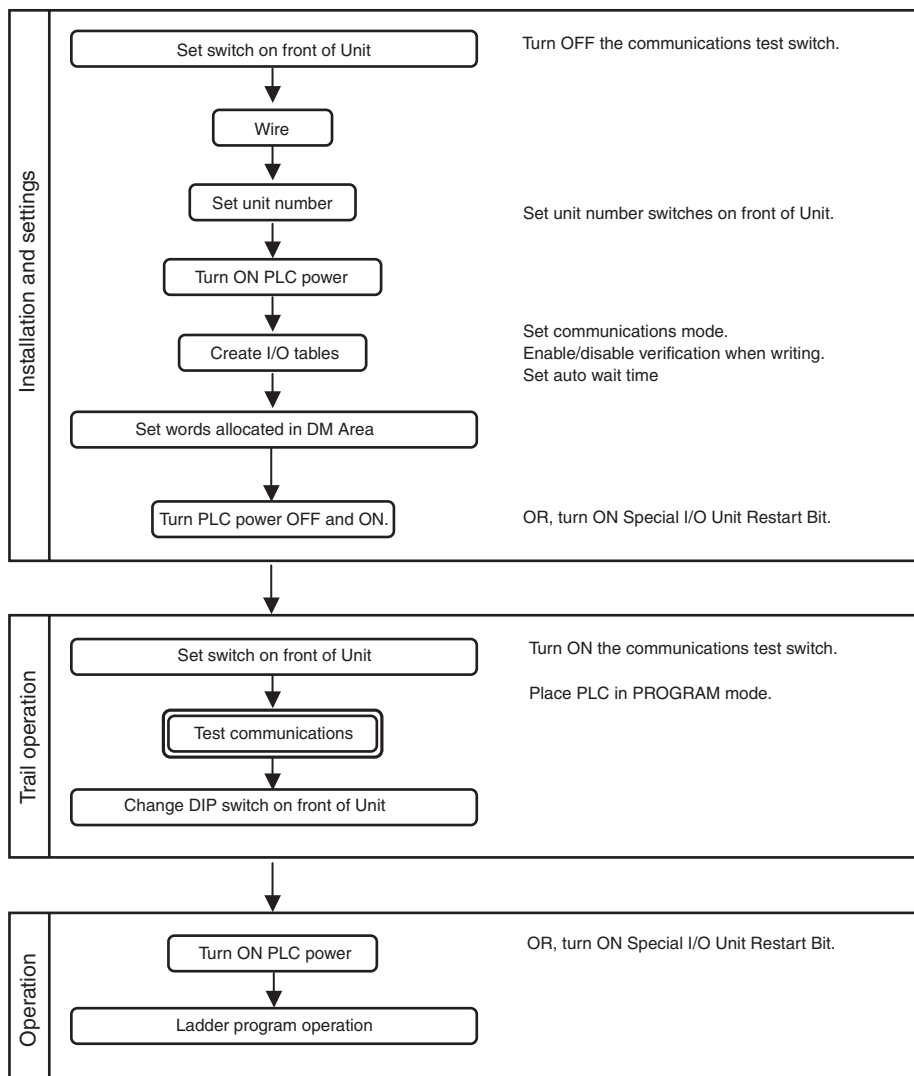 Installation and settings
Set switch on front of Unit
Turn OFF the communications test switch.
Wire
Set unit number
Set unit number switches on front of Unit.
Turn ON PLC power
Create I/O tables
Set communications mode.
Enable/disable verification when writing.
Set auto wait time
Set words allocated in DM Area
Turn PLC power OFF and ON.
OR, turn ON Special I/O Unit Restart Bit.
Trail operation
Set switch on front of Unit
Turn ON the communications test switch.
Place PLC in PROGRAM mode.
Test communications
Change DIP switch on front of Unit
Operation
Turn ON PLC power
OR, turn ON Special I/O Unit Restart Bit.
Ladder program operation